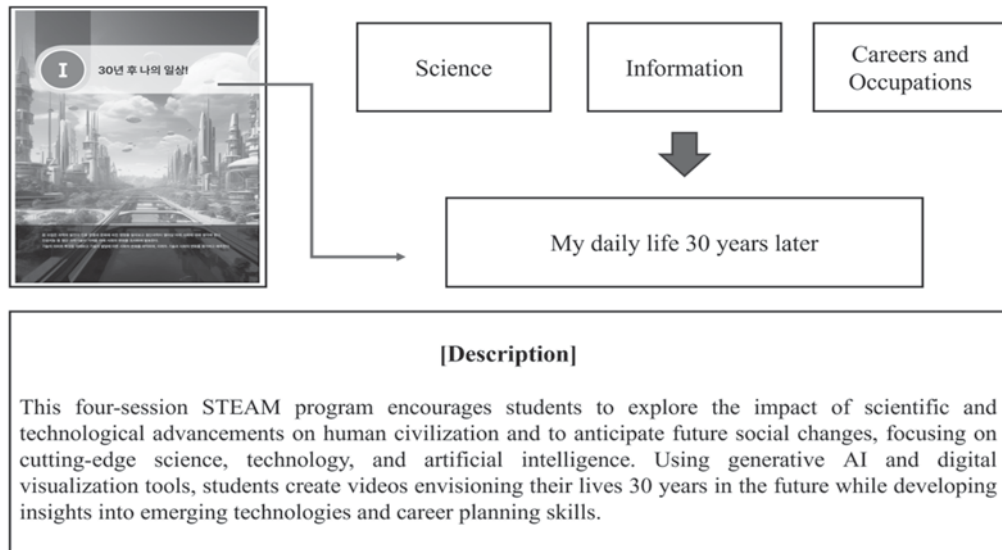 I
30년 후 나의 일상!
Science
Information
Careers and
Occupations
My daily life 30 years later
[Description]
This four-session STEAM program encourages students to explore the impact of scientific and
technological advancements on human civilization and to anticipate future social changes, focusing on
cutting-edge science, technology, and artificial intelligence. Using generative AI and digital
visualization tools, students create videos envisioning their lives 30 years in the future while developing
insights into emerging technologies and career planning skills.